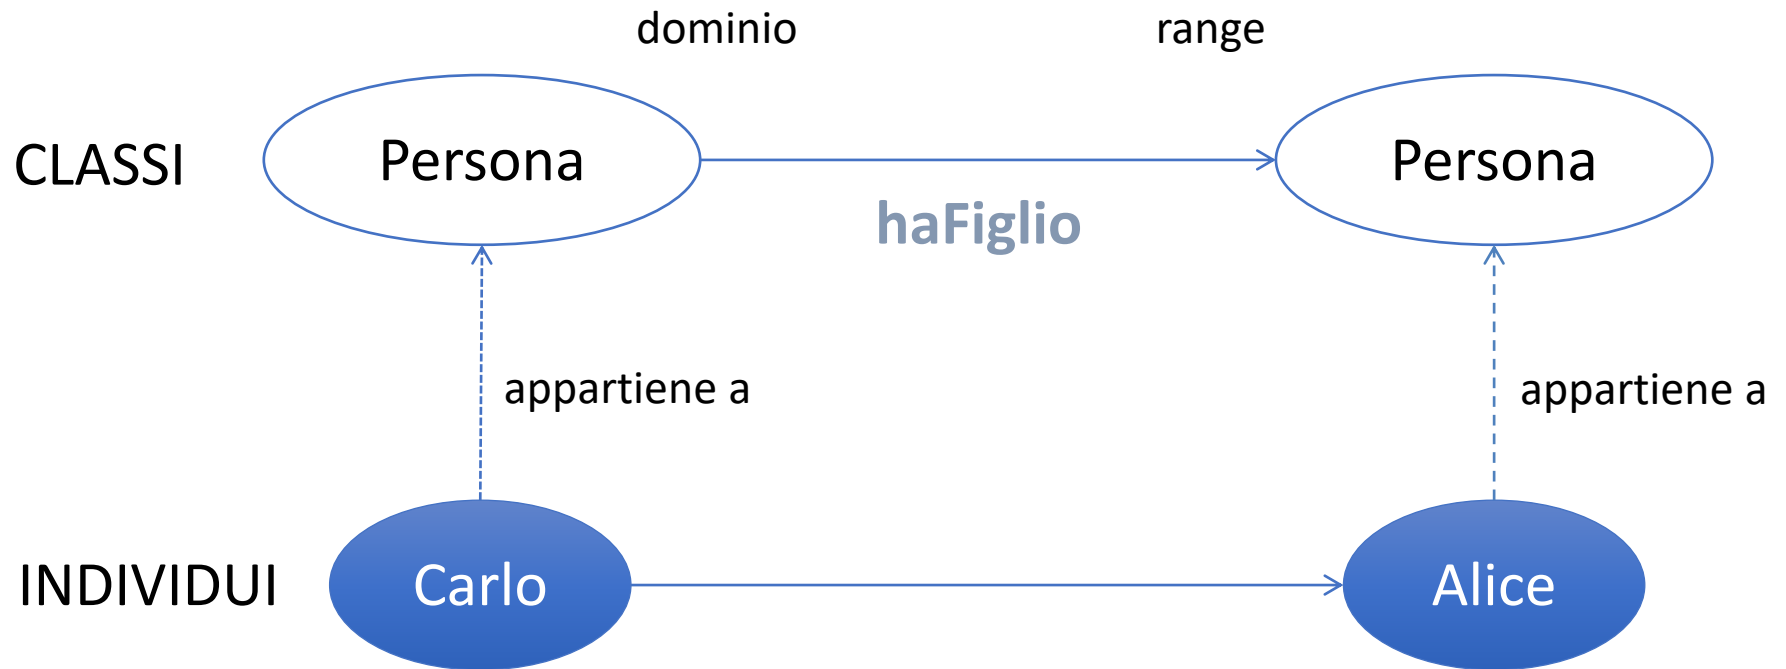 dominio range
CLASSI Persona Persona
haFiglio
appartiene a appartiene a
INDIVIDUI Carlo Alice